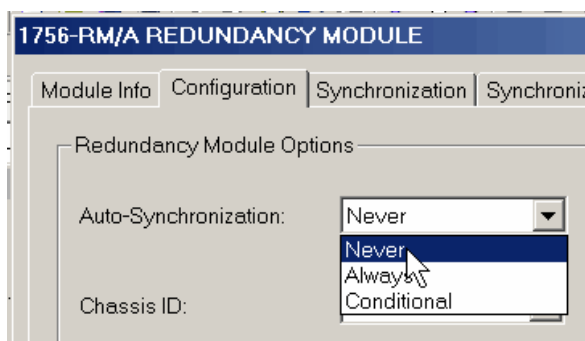 1756-RM/A REDUNDANCY MODULE
Module Info Configuration Synchronization Synchroniz
Redundancy Module Options
Auto-Synchronization: Never
Never
Always
Conditional
Chassis ID: